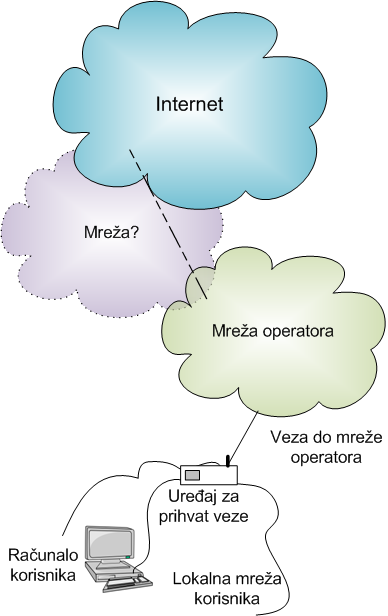 Internet
Mreža?
Mreža operatora
Veza do mreže
operatora
Uređaj za
prihvat veze
Računalo
korisnika
Lokalna mreža
korisnika